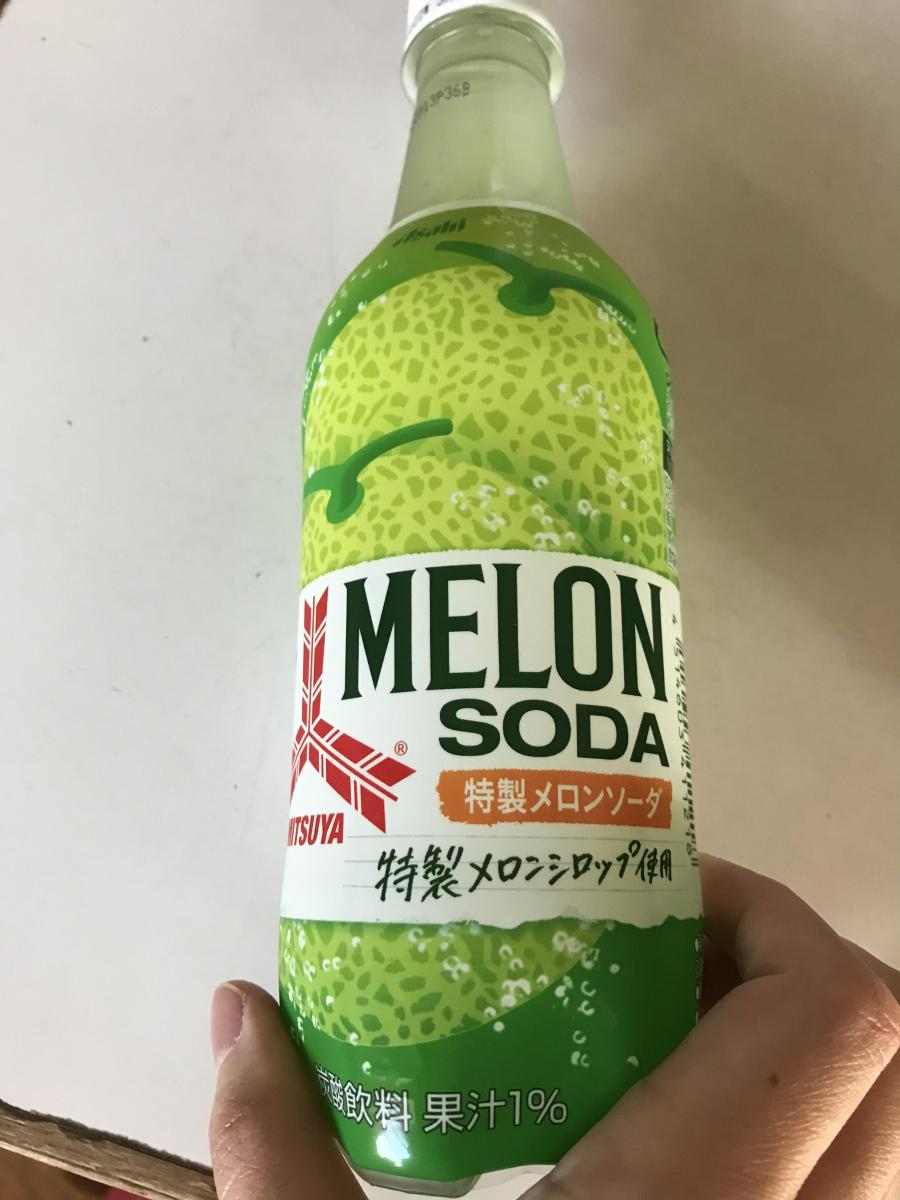 13P36B
Asahi
MELON
SODA
®
特製メロンソーダ
MITSUYA
特製メロンシロップ使用
炭酸飲料 果汁1%